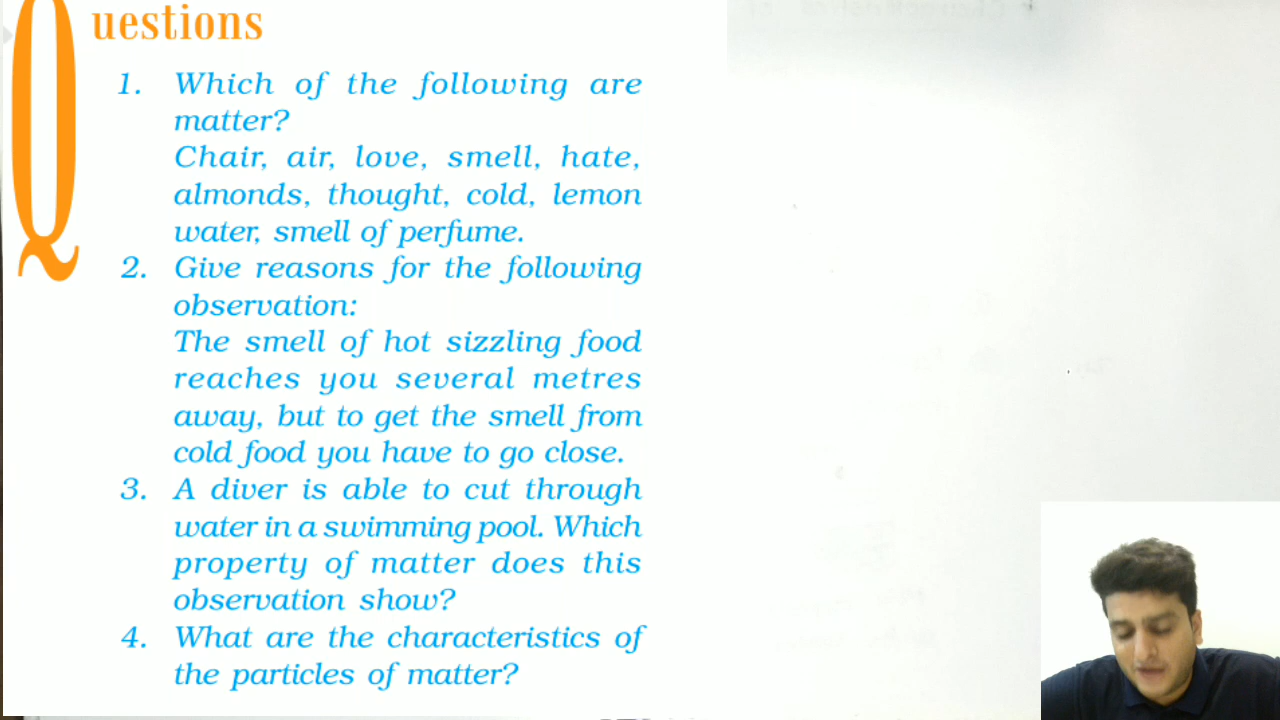 Questions
1. Which of the following are
matter?
Chair, air, love, smell, hate,
almonds, thought, cold, lemon
water, smell of perfume.
2. Give reasons for the following
observation:
The smell of hot sizzling food
reaches you several metres
away, but to get the smell from
cold food you have to go close.
3. A diver is able to cut through
water in a swimming pool. Which
property of matter does this
observation show?
4. What are the characteristics of
the particles of matter?